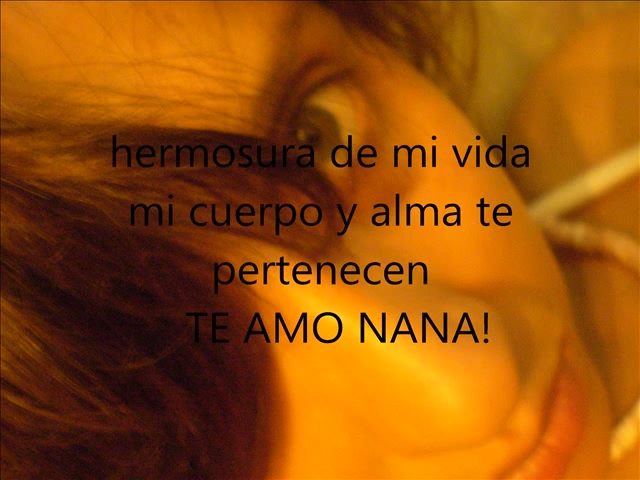 hermosura de mi vida
mi cuerpo y alma te
pertenecen
TE AMO NANA!